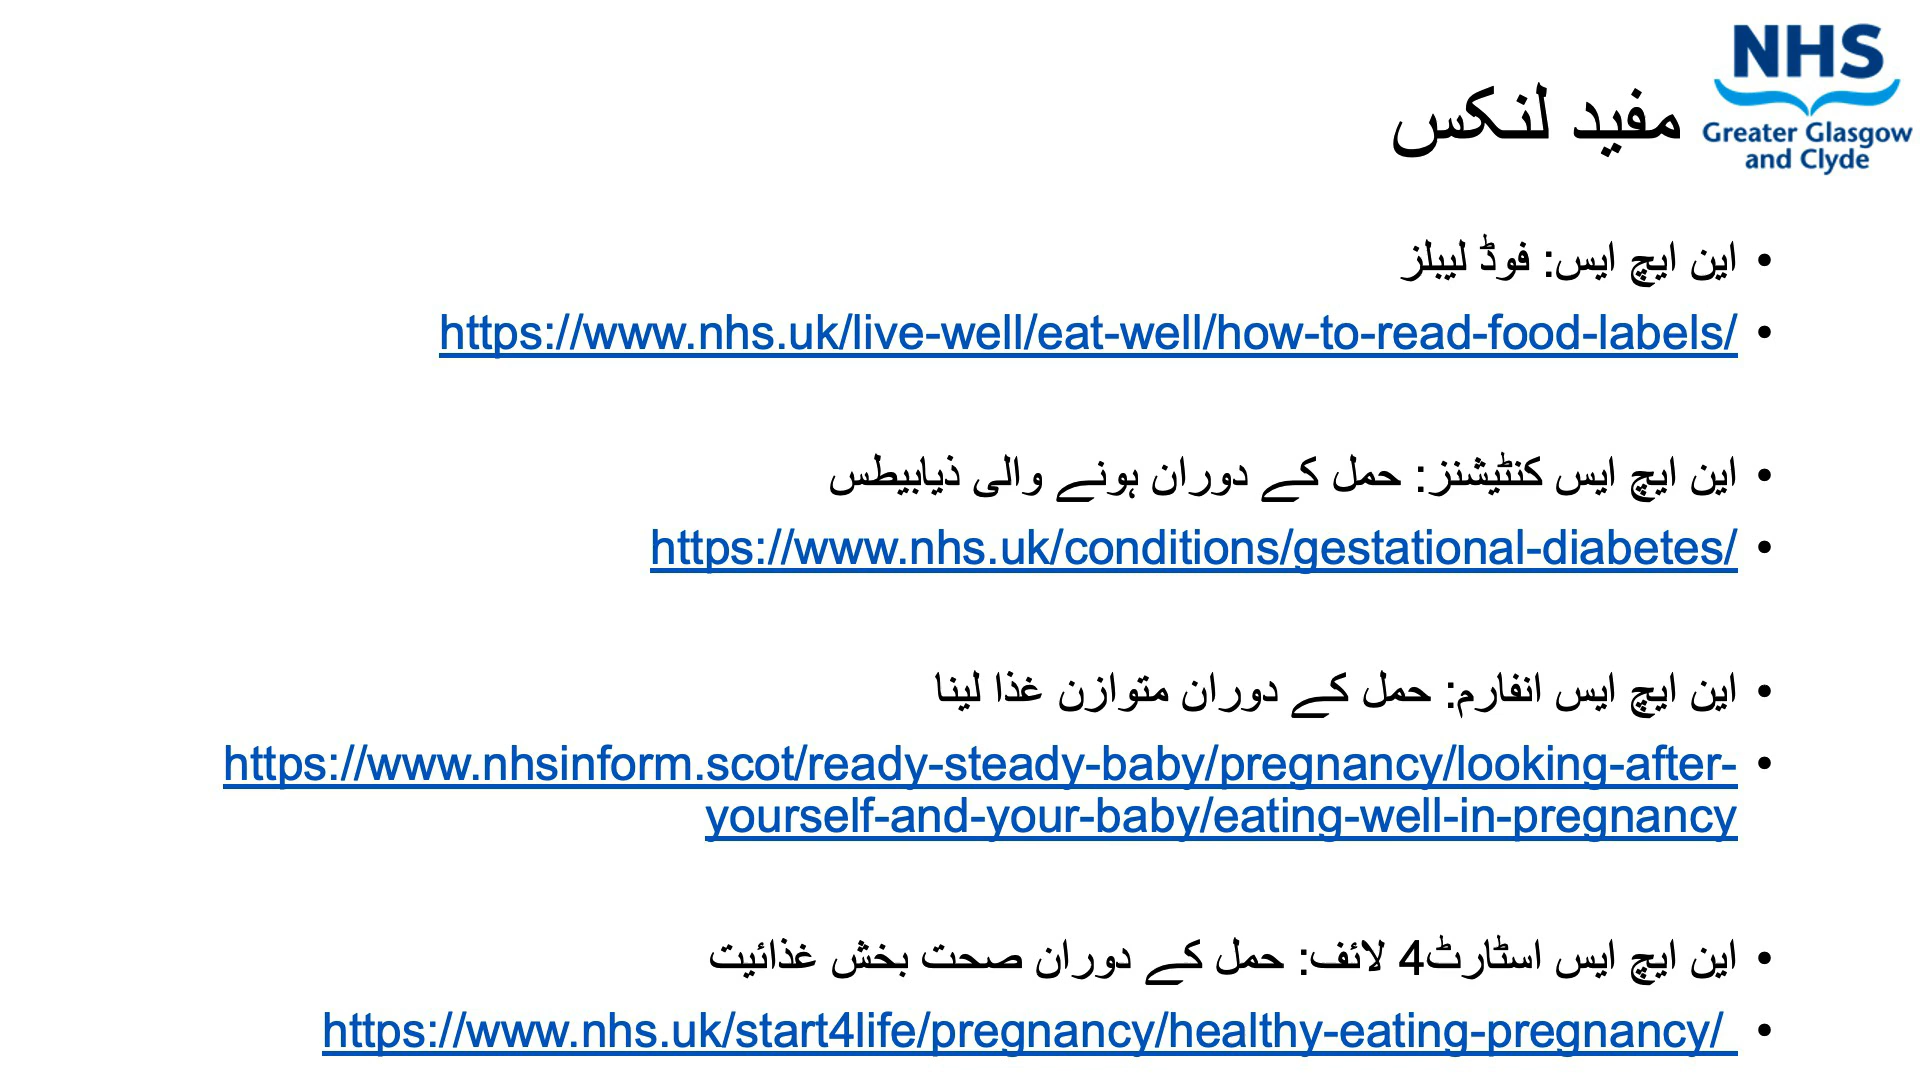 NHS
Greater Glasgow
and Clyde
مفید لنکس
• این ایچ ایس: فوڈ لیبلز
• https://www.nhs.uk/live-well/eat-well/how-to-read-food-labels/
• این ایچ ایس کنٹیشنز: حمل کے دوران ہونے والی ذیابیطس
• https://www.nhs.uk/conditions/gestational-diabetes/
• این ایچ ایس انفارم: حمل کے دوران متوازن غذا لینا
• https://www.nhsinform.scot/ready-steady-baby/pregnancy/looking-after-
yourself-and-your-baby/eating-well-in-pregnancy
• این ایچ ایس اسٹارٹ4 لائف: حمل کے دوران صحت بخش غذائیت
• https://www.nhs.uk/start4life/pregnancy/healthy-eating-pregnancy/